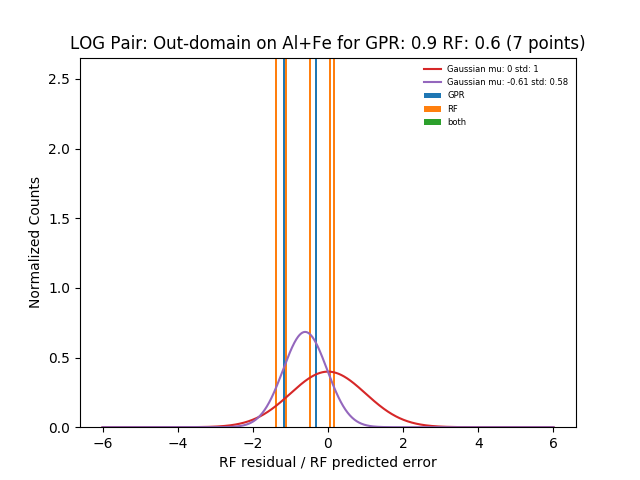 LOG Pair: Out-domain on Al+Fe for GPR: 0.9 RF: 0.6 (7 points)
Gaussian mu: 0 std: 1
Gaussian mu: -0.61 std: 0.58
GPR
RF
both
Normalized Counts
2.5
2.0
1.5
1.0
0.5
0.0
−6 −4 −2 0 2 4 6
RF residual / RF predicted error